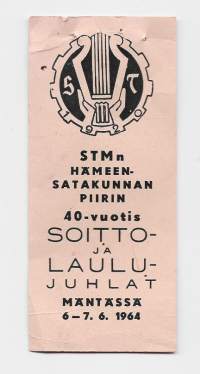 S T
1920
STMn
HÄMEEN-
SATAKUNNAN
PIIRIN
40-vuotis
SOITTO-
JA
LAULU-
JUHLAT
MÄNTÄSSÄ
6-7. 6. 1964